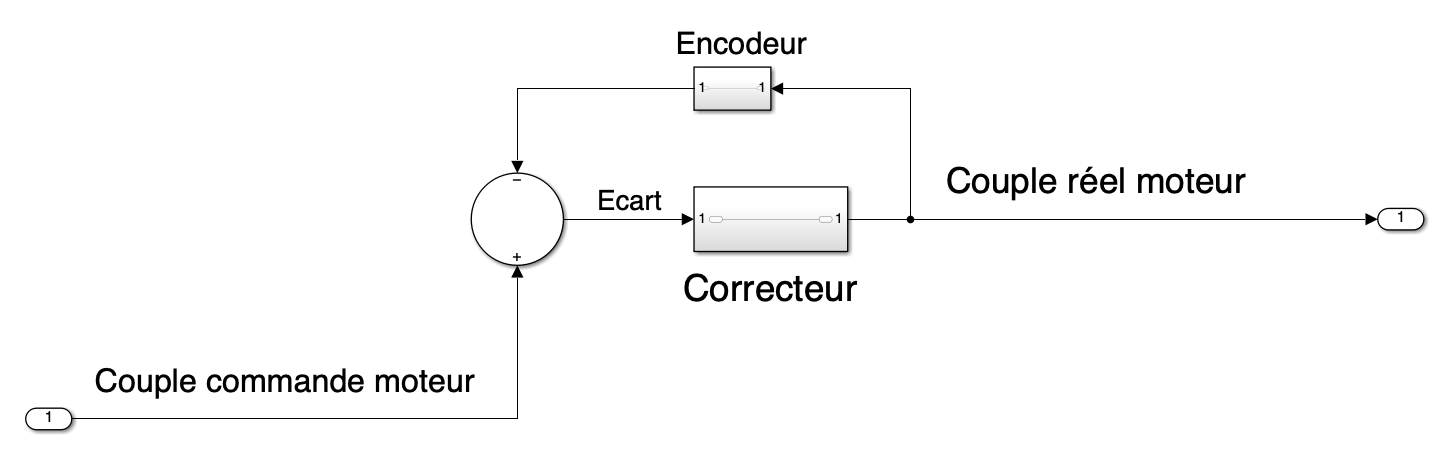 Encodeur
1 1
−
Ecart
1 1
Couple réel moteur
1
+
Correcteur
Couple commande moteur
1